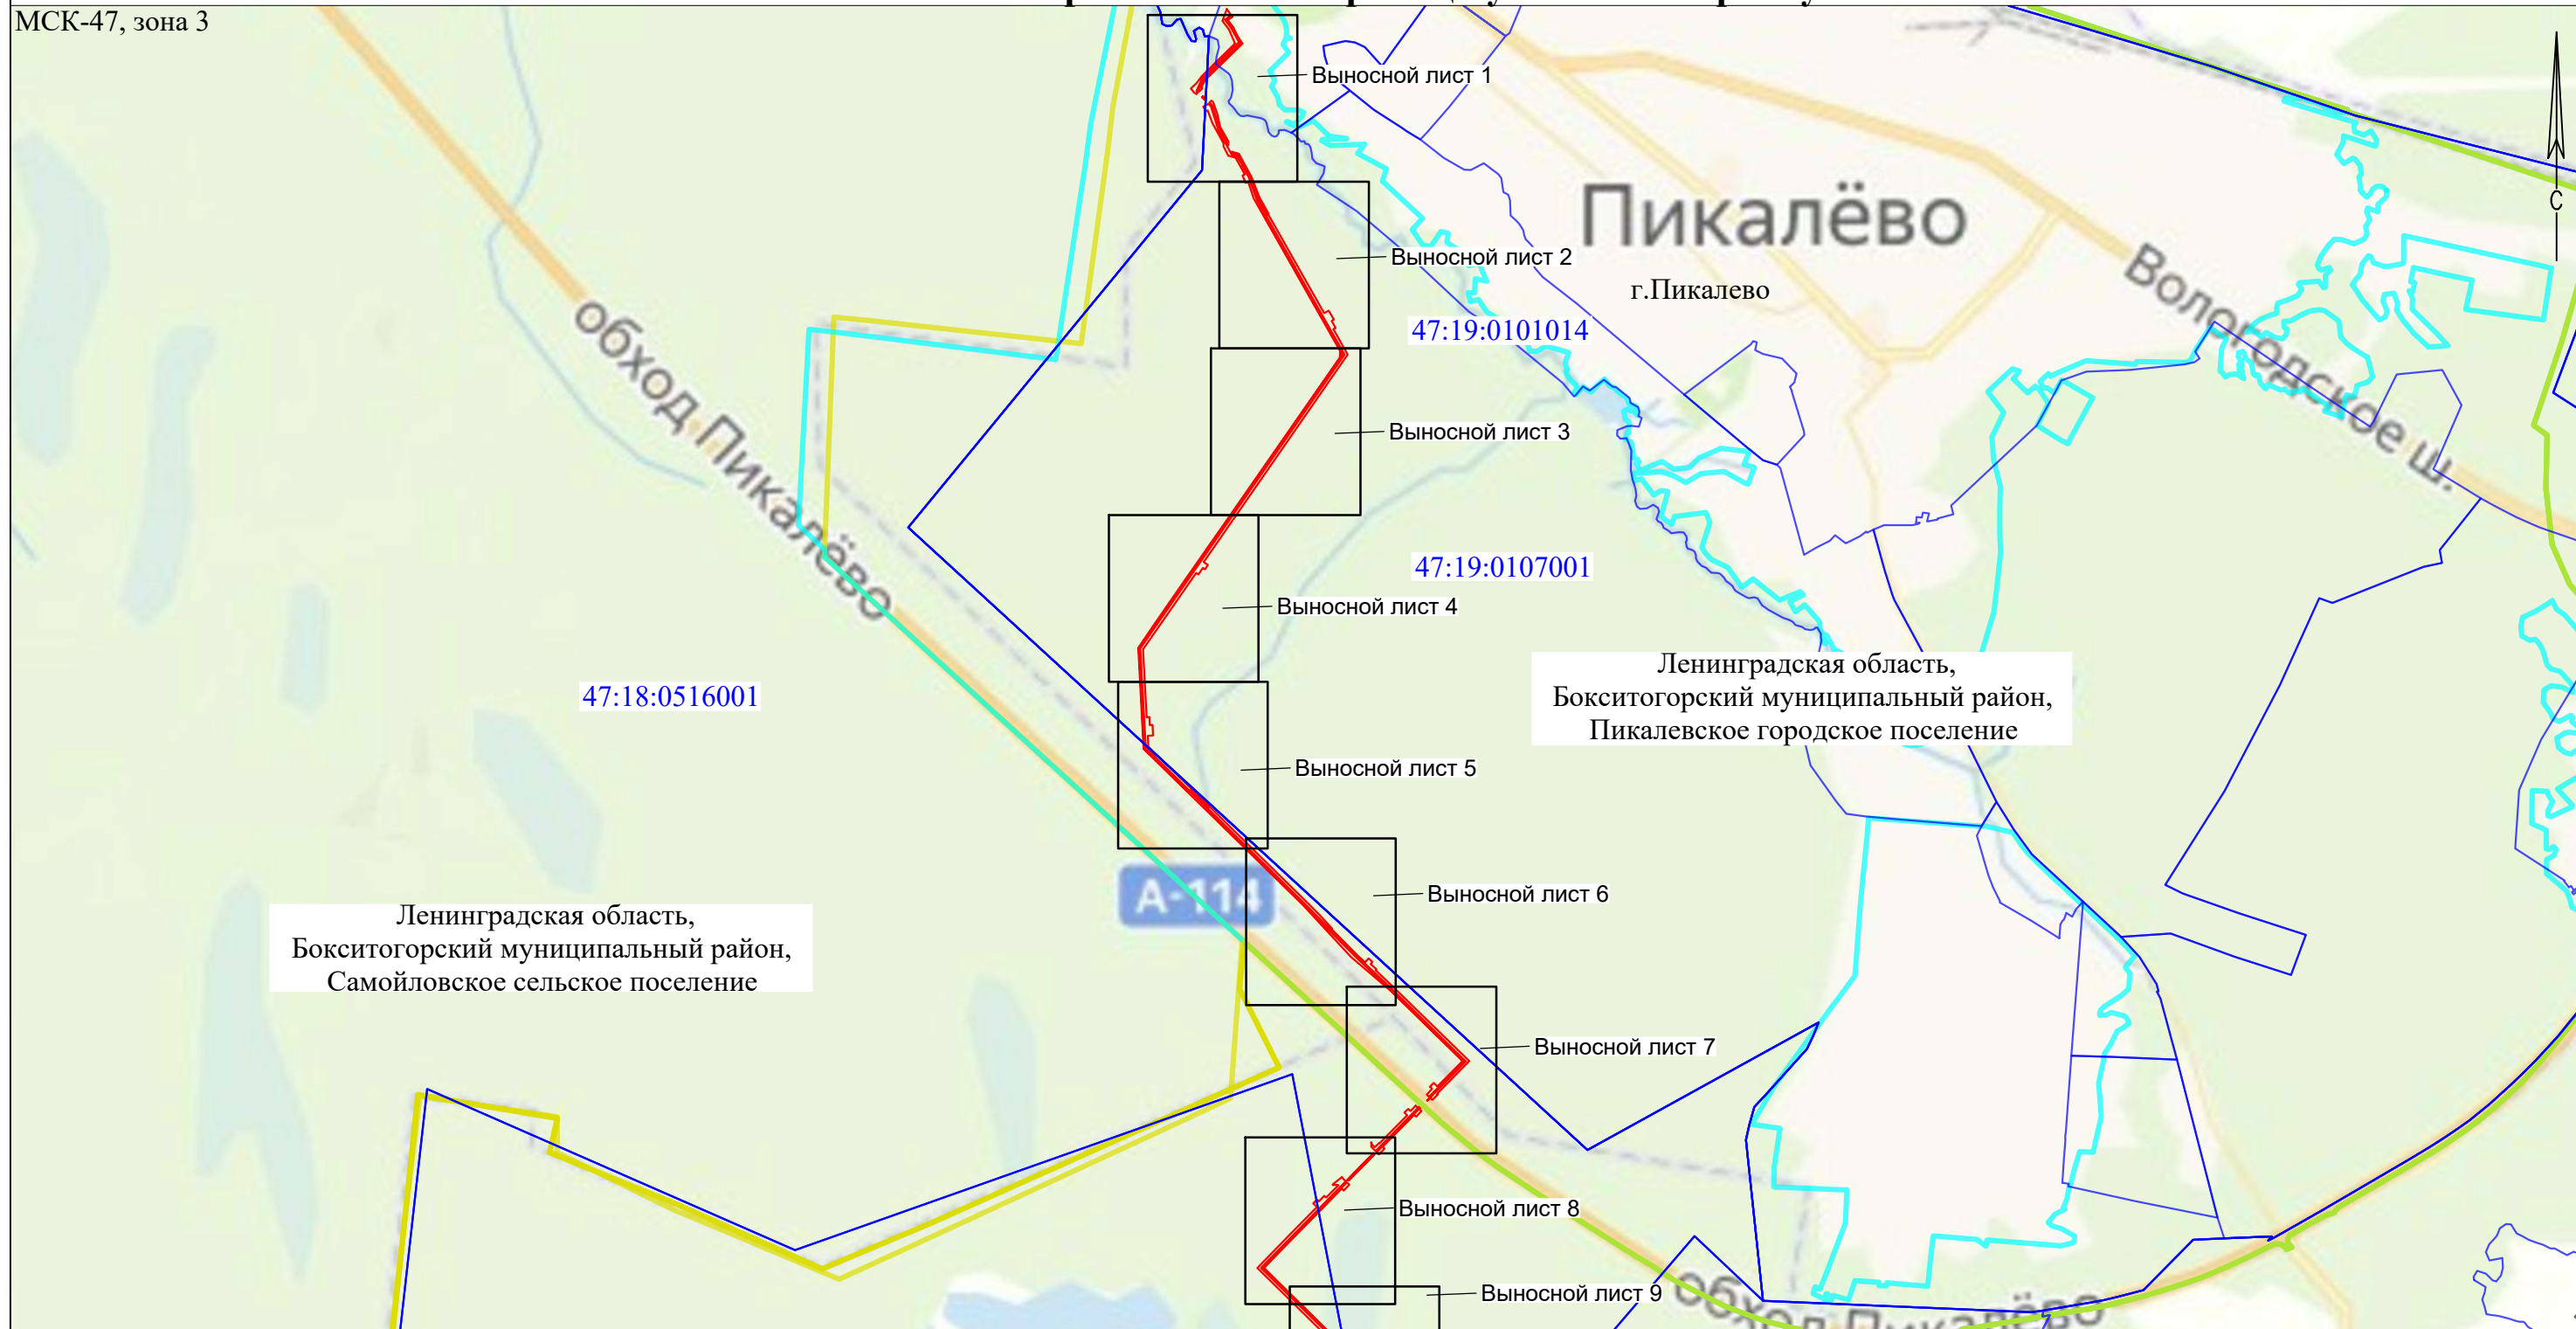 МСК-47, зона 3
Выносной лист 1
Пикалёво
С
Выносной лист 2
г.Пикалево
Вологодское ш.
47:19:0101014
обход Пикалёво
Выносной лист 3
47:19:0107001
Выносной лист 4
Ленинградская область,
Бокситогорский муниципальный район,
Пикалевское городское поселение
47:18:0516001
Выносной лист 5
А-114
Выносной лист 6
Ленинградская область,
Бокситогорский муниципальный район,
Самойловское сельское поселение
Выносной лист 7
Выносной лист 8
Выносной лист 9
обход Пикалёво